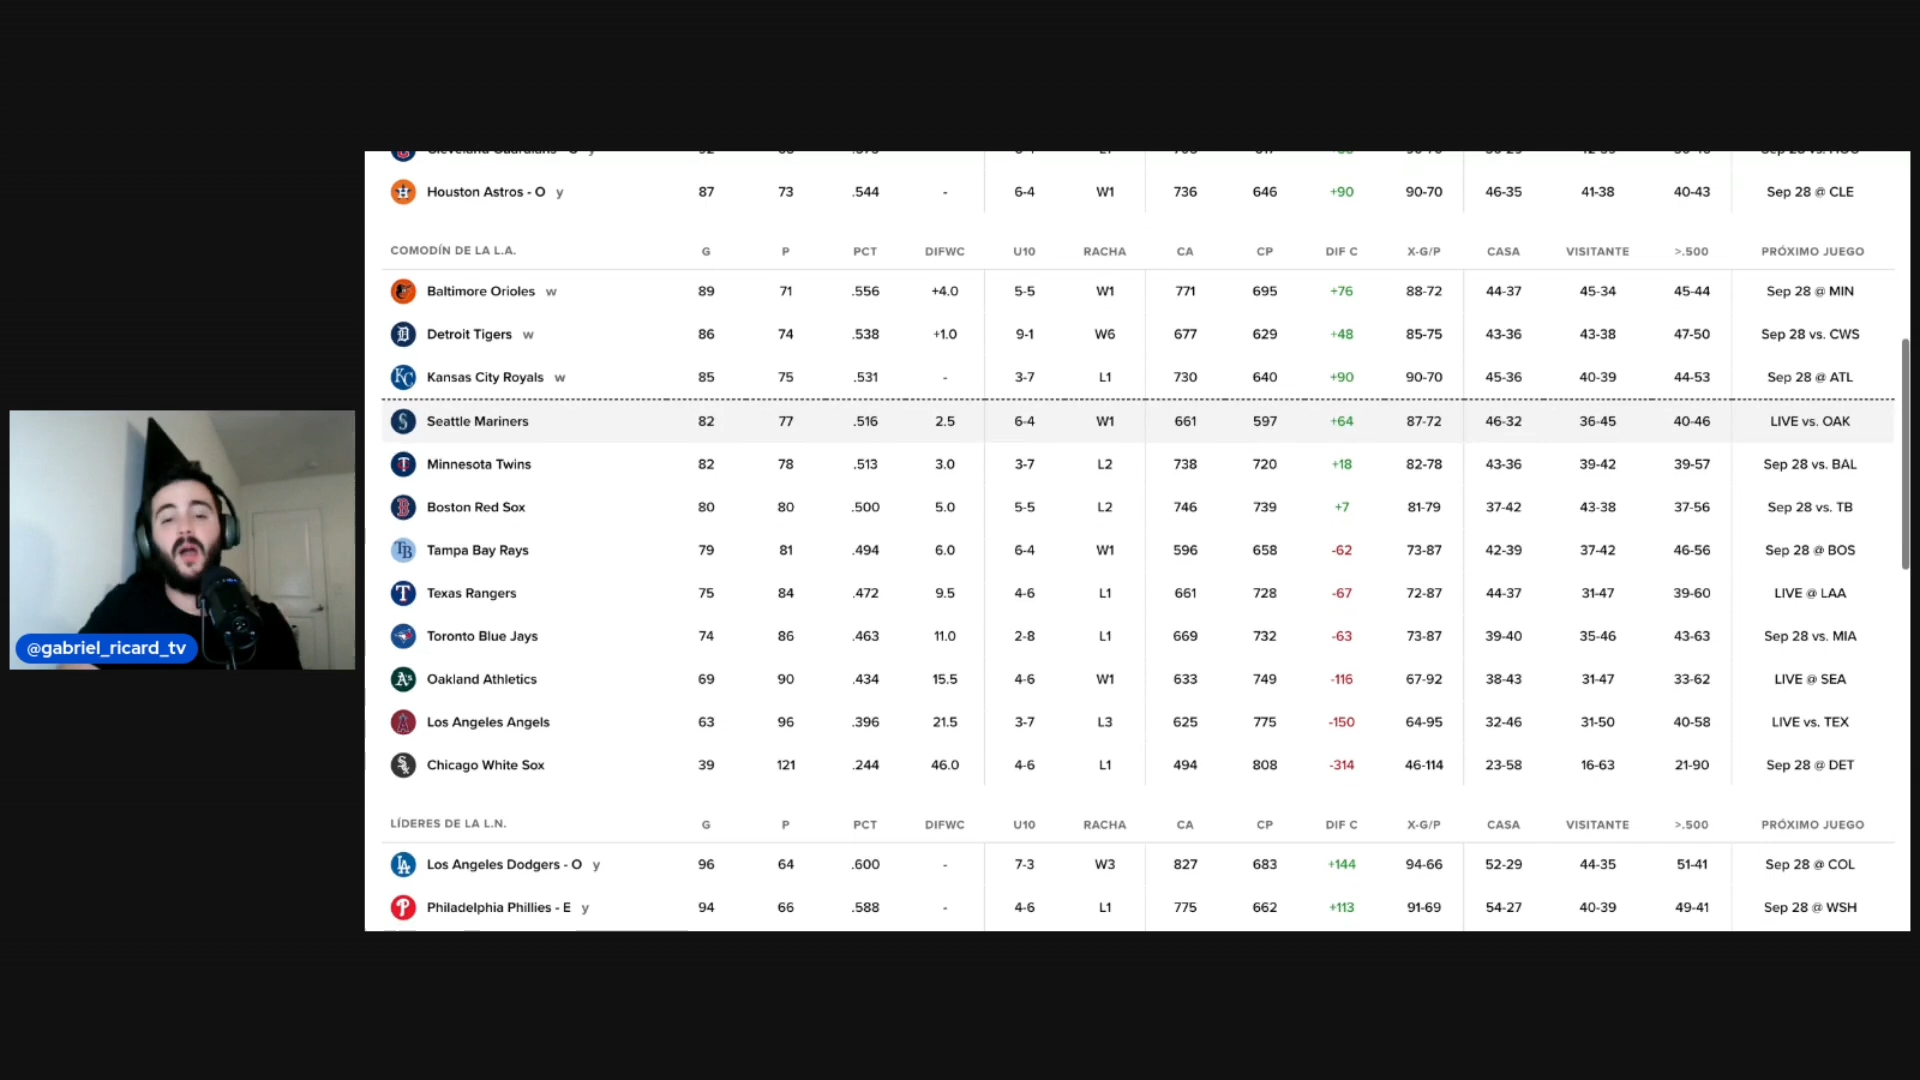 Houston Astros - O y 87 73 .544 - 6-4 W1 736 646 +90 90-70 46-35 41-38 40-43 Sep 28 @ CLE
COMODÍN DE LA L.A. G P PCT DIFWC U10 RACHA CA CP DIF C X-G/P CASA VISITANTE >.500 PRÓXIMO JUEGO
Baltimore Orioles w 89 71 .556 +4.0 5-5 W1 771 695 +76 88-72 44-37 45-34 45-44 Sep 28 @ MIN
Detroit Tigers w 86 74 .538 +1.0 9-1 W6 677 629 +48 85-75 43-36 43-38 47-50 Sep 28 vs. CWS
Kansas City Royals w 85 75 .531 - 3-7 L1 730 640 +90 90-70 45-36 40-39 44-53 Sep 28 @ ATL
Seattle Mariners 82 77 .516 2.5 6-4 W1 661 597 +64 87-72 46-32 36-45 40-46 LIVE vs. OAK
Minnesota Twins 82 78 .513 3.0 3-7 L2 738 720 +18 82-78 43-36 39-42 39-57 Sep 28 vs. BAL
Boston Red Sox 80 80 .500 5.0 5-5 L2 746 739 +7 81-79 37-42 43-38 37-56 Sep 28 vs. TB
Tampa Bay Rays 79 81 .494 6.0 6-4 W1 596 658 -62 73-87 42-39 37-42 46-56 Sep 28 @ BOS
Texas Rangers 75 84 .472 9.5 4-6 L1 661 728 -67 72-87 44-37 31-47 39-60 LIVE @ LAA
Toronto Blue Jays 74 86 .463 11.0 2-8 L1 669 732 -63 73-87 39-40 35-46 43-63 Sep 28 vs. MIA
Oakland Athletics 69 90 .434 15.5 4-6 W1 633 749 -116 67-92 38-43 31-47 33-62 LIVE @ SEA
Los Angeles Angels 63 96 .396 21.5 3-7 L3 625 775 -150 64-95 32-46 31-50 40-58 LIVE vs. TEX
Chicago White Sox 39 121 .244 46.0 4-6 L1 494 808 -314 46-114 23-58 16-63 21-90 Sep 28 @ DET
LÍDERES DE LA L.N. G P PCT DIFWC U10 RACHA CA CP DIF C X-G/P CASA VISITANTE >.500 PRÓXIMO JUEGO
Los Angeles Dodgers - O y 96 64 .600 - 7-3 W3 827 683 +144 94-66 52-29 44-35 51-41 Sep 28 @ COL
Philadelphia Phillies - E y 94 66 .588 - 4-6 L1 775 662 +113 91-69 54-27 40-39 49-41 Sep 28 @ WSH
@gabriel_ricard_tv